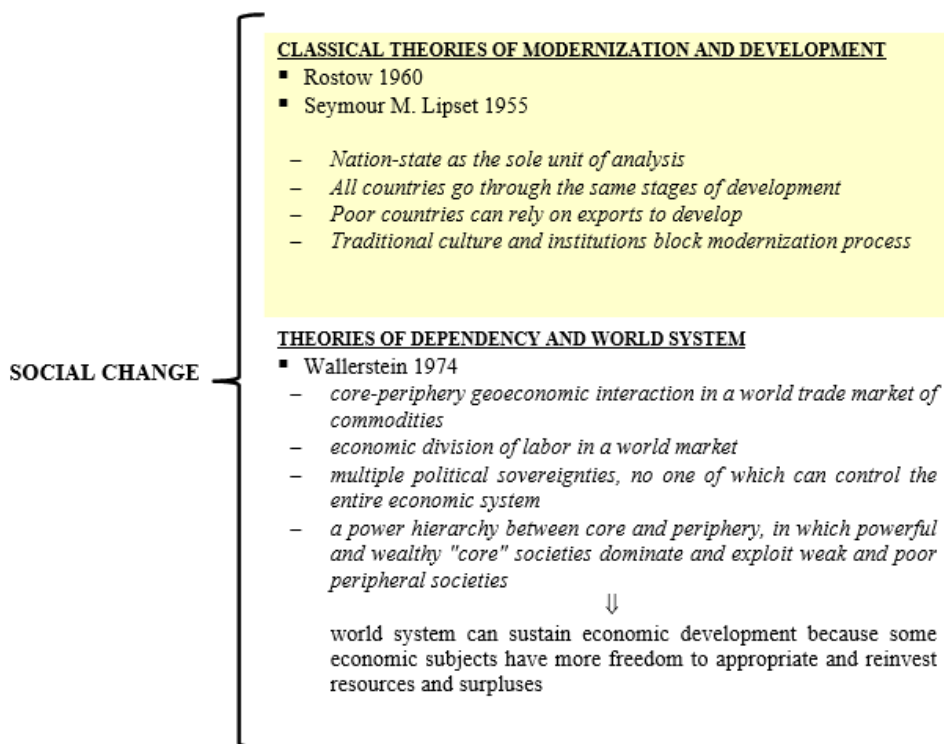 CLASSICAL THEORIES OF MODERNIZATION AND DEVELOPMENT
▪ Rostow 1960
▪ Seymour M. Lipset 1955
– Nation-state as the sole unit of analysis
– All countries go through the same stages of development
– Poor countries can rely on exports to develop
– Traditional culture and institutions block modernization process
THEORIES OF DEPENDENCY AND WORLD SYSTEM
▪ Wallerstein 1974
SOCIAL CHANGE
– core-periphery geoeconomic interaction in a world trade market of
commodities
– economic division of labor in a world market
– multiple political sovereignties, no one of which can control the
entire economic system
– a power hierarchy between core and periphery, in which powerful
and wealthy "core" societies dominate and exploit weak and poor
peripheral societies
⇓
world system can sustain economic development because some
economic subjects have more freedom to appropriate and reinvest
resources and surpluses